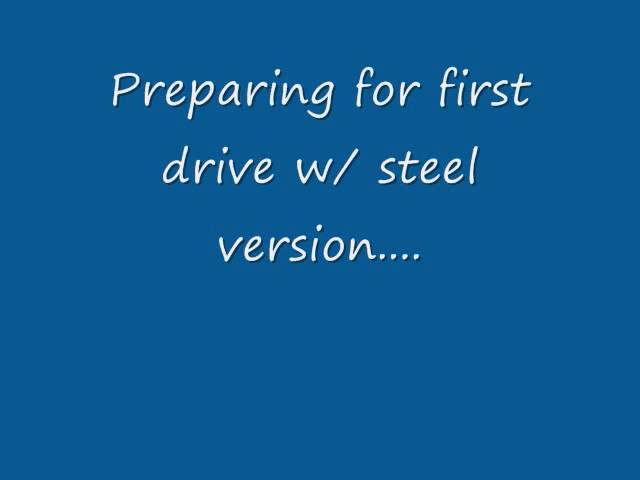 Preparing for first
drive w/ steel
version....